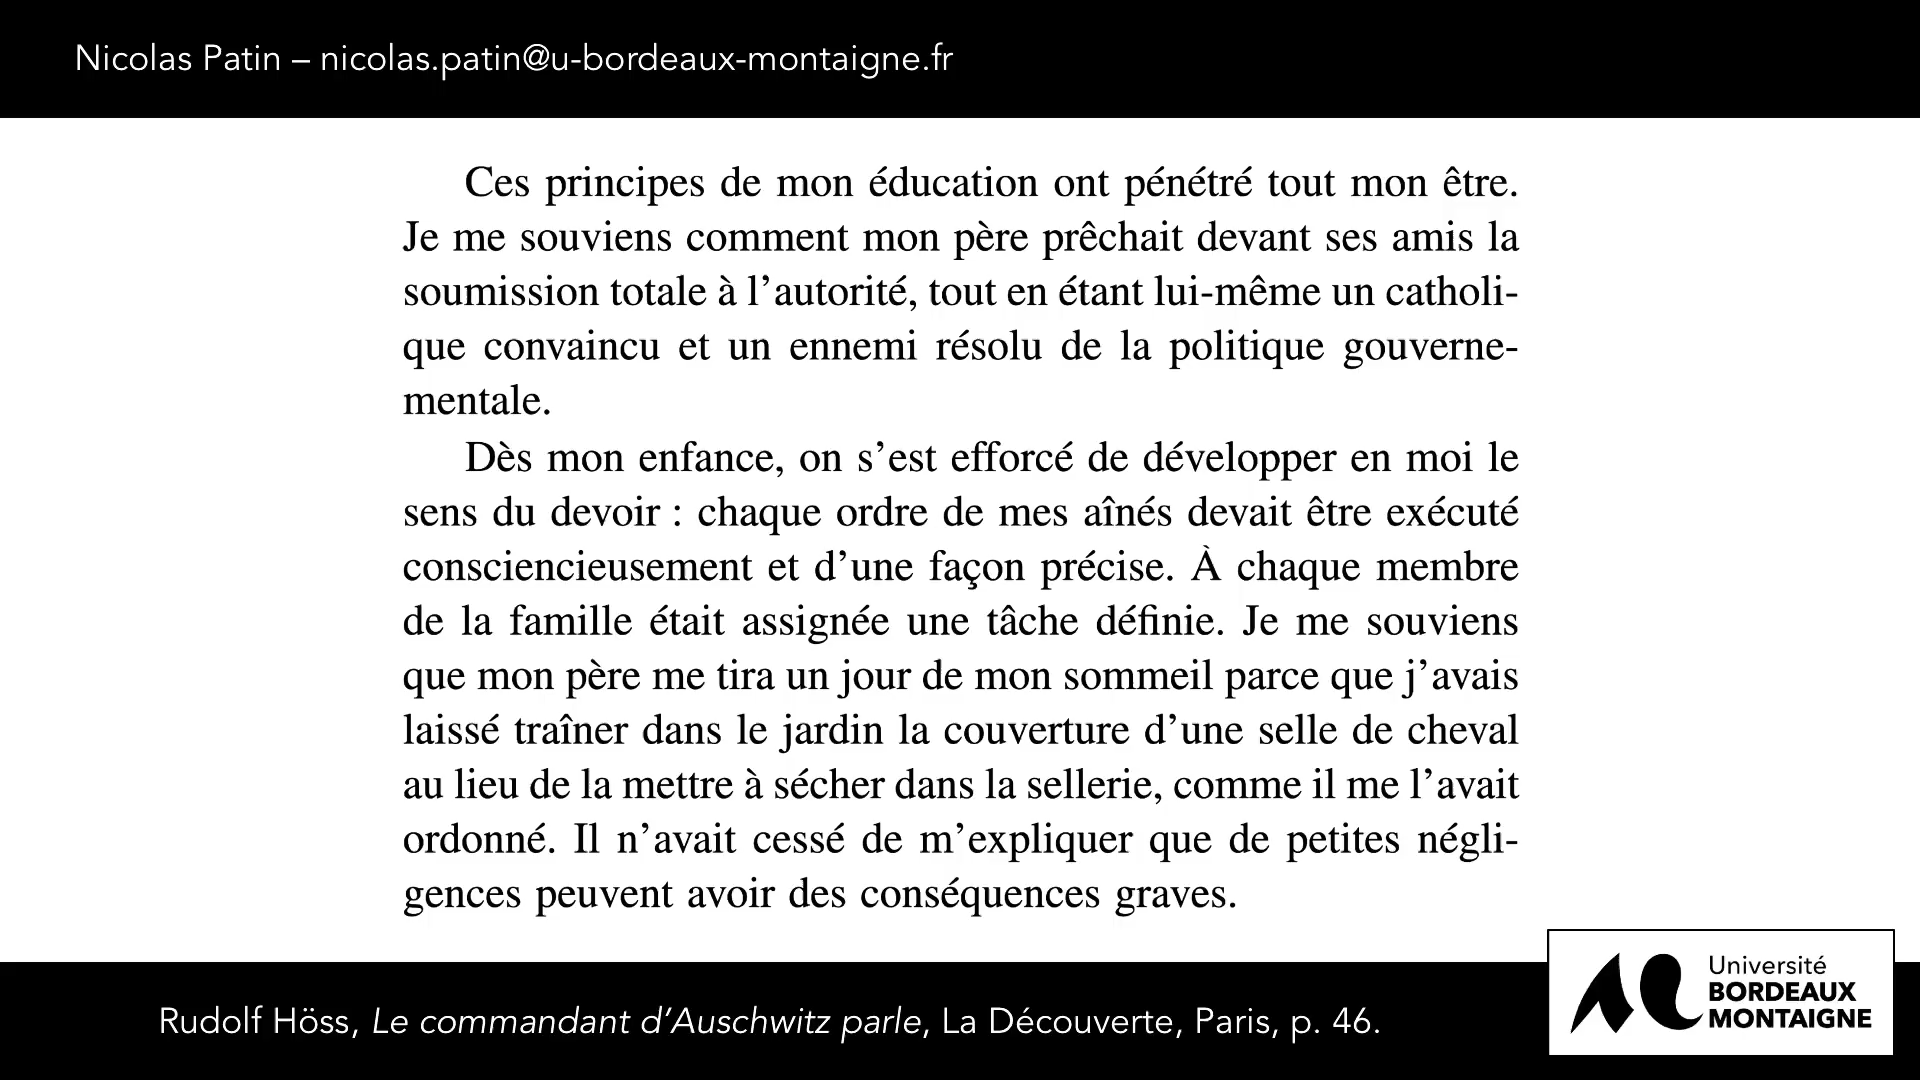 Nicolas Patin – nicolas.patin@u-bordeaux-montaigne.fr
Ces principes de mon éducation ont pénétré tout mon être.
Je me souviens comment mon père prêchait devant ses amis la
soumission totale à l’autorité, tout en étant lui-même un catholi-
que convaincu et un ennemi résolu de la politique gouverne-
mentale.
Dès mon enfance, on s’est efforcé de développer en moi le
sens du devoir : chaque ordre de mes aînés devait être exécuté
consciencieusement et d’une façon précise. À chaque membre
de la famille était assignée une tâche définie. Je me souviens
que mon père me tira un jour de mon sommeil parce que j’avais
laissé traîner dans le jardin la couverture d’une selle de cheval
au lieu de la mettre à sécher dans la sellerie, comme il me l’avait
ordonné. Il n’avait cessé de m’expliquer que de petites négli-
gences peuvent avoir des conséquences graves.
Rudolf Höss, Le commandant d’Auschwitz parle, La Découverte, Paris, p. 46.
Université
BORDEAUX
MONTAIGNE